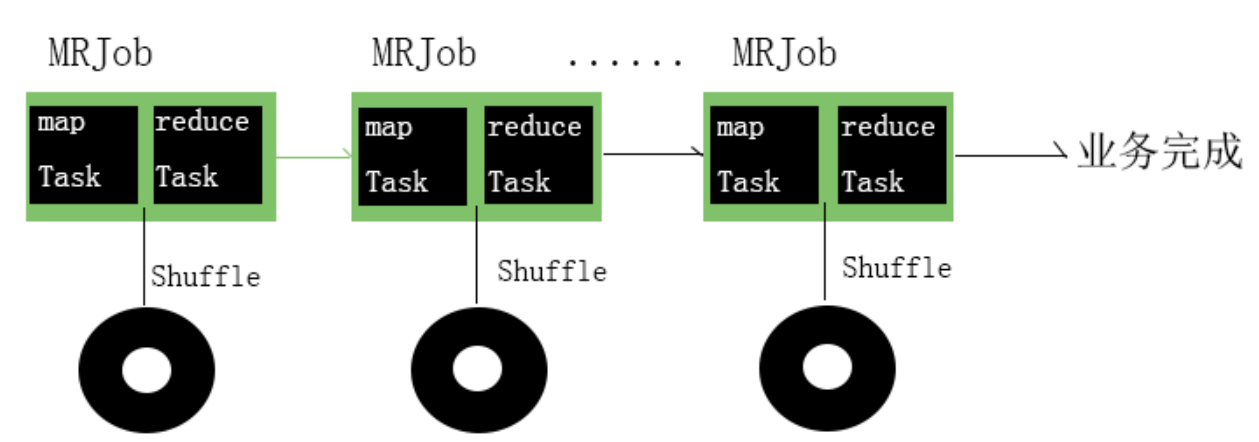 MRJob MRJob ...... MRJob
map reduce map reduce map reduce
Task Task Task Task Task Task
业务完成
Shuffle Shuffle Shuffle